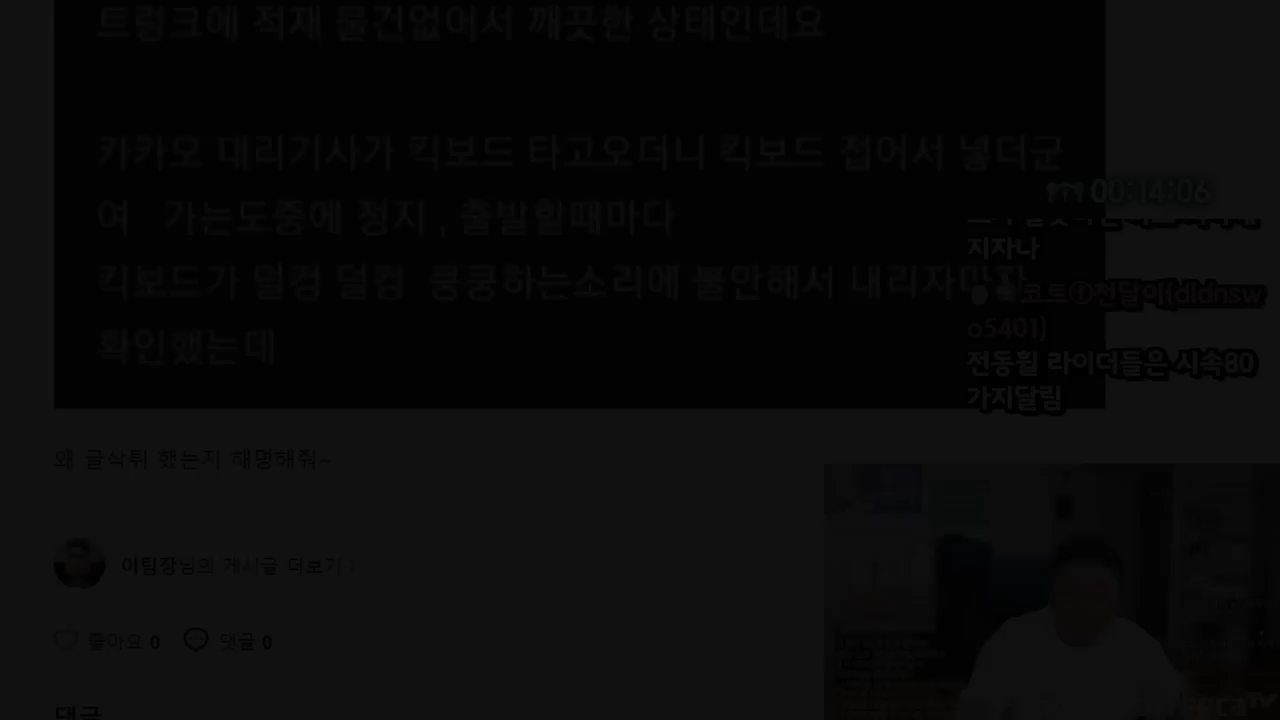 트렁크에 적재 물건없어서 깨끗한 상태인데요
카카오 대리기사가 킥보드 타고오더니 킥보드 접어서 넣더군
여 가는도중에 정지 , 출발할때마다
킥보드가 덜컹 덜컹 쿵쿵하는소리에 불안해서 내리자마자
확인했는데
왜 글삭튀 했는지 해명해줘~
이팀장님의 게시글 더보기
좋아요 0 댓글 0
댓글
00:14:06
지자나
코트ⓕ전달이(dldnsw
o5401)
전동휠 라이더들은 시속80
가지달림